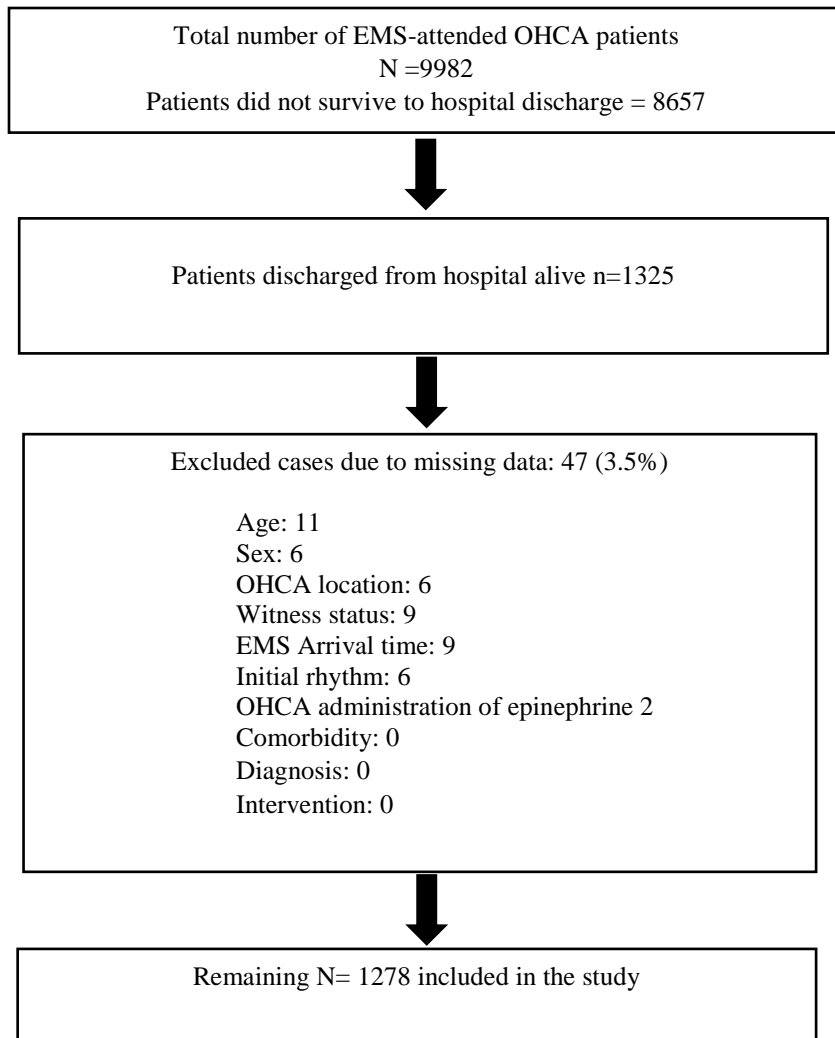 Total number of EMS-attended OHCA patients
N =9982
Patients did not survive to hospital discharge = 8657
Patients discharged from hospital alive n=1325
Excluded cases due to missing data: 47 (3.5%)
Age: 11
Sex: 6
OHCA location: 6
Witness status: 9
EMS Arrival time: 9
Initial rhythm: 6
OHCA administration of epinephrine 2
Comorbidity: 0
Diagnosis: 0
Intervention: 0
Remaining N= 1278 included in the study